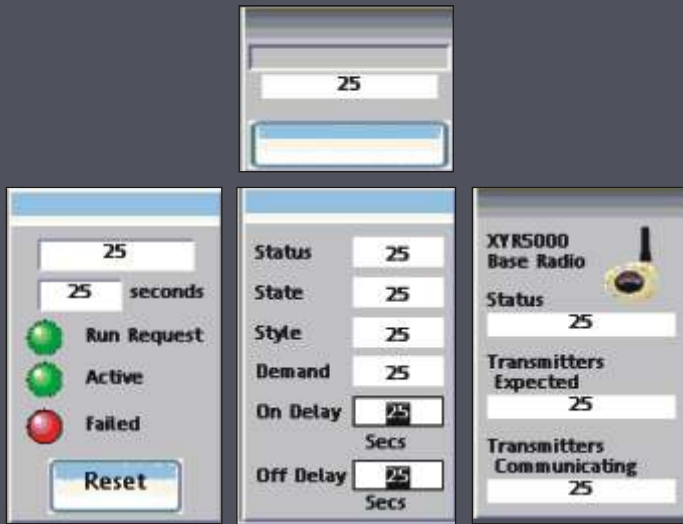 25
25
25 seconds
Run Request
Active
Failed
Reset
Status 25
State 25
Style 25
Demand 25
On Delay 25
Secs
Off Delay 25
Secs
XYR5000
Base Radio
Status
25
Transmitters
Expected
25
Transmitters
Communicating
25